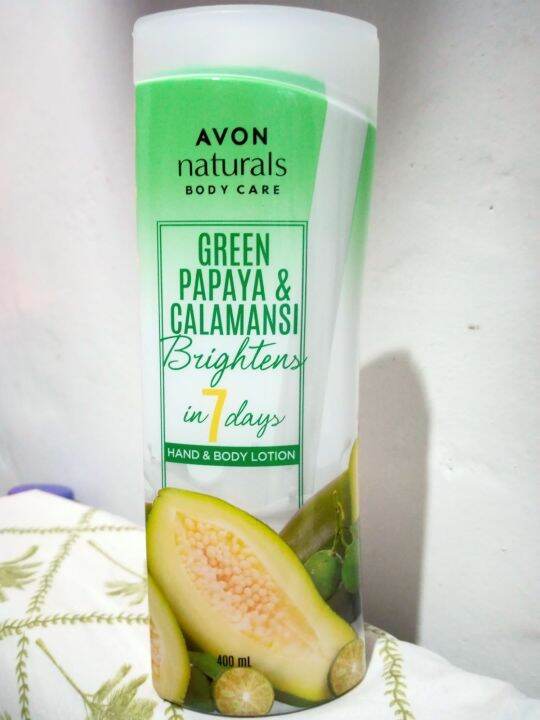 AVON
naturals
BODY CARE
GREEN
PAPAYA &
CALAMANSI
Brightens
in 7 days
HAND & BODY LOTION
400 mL